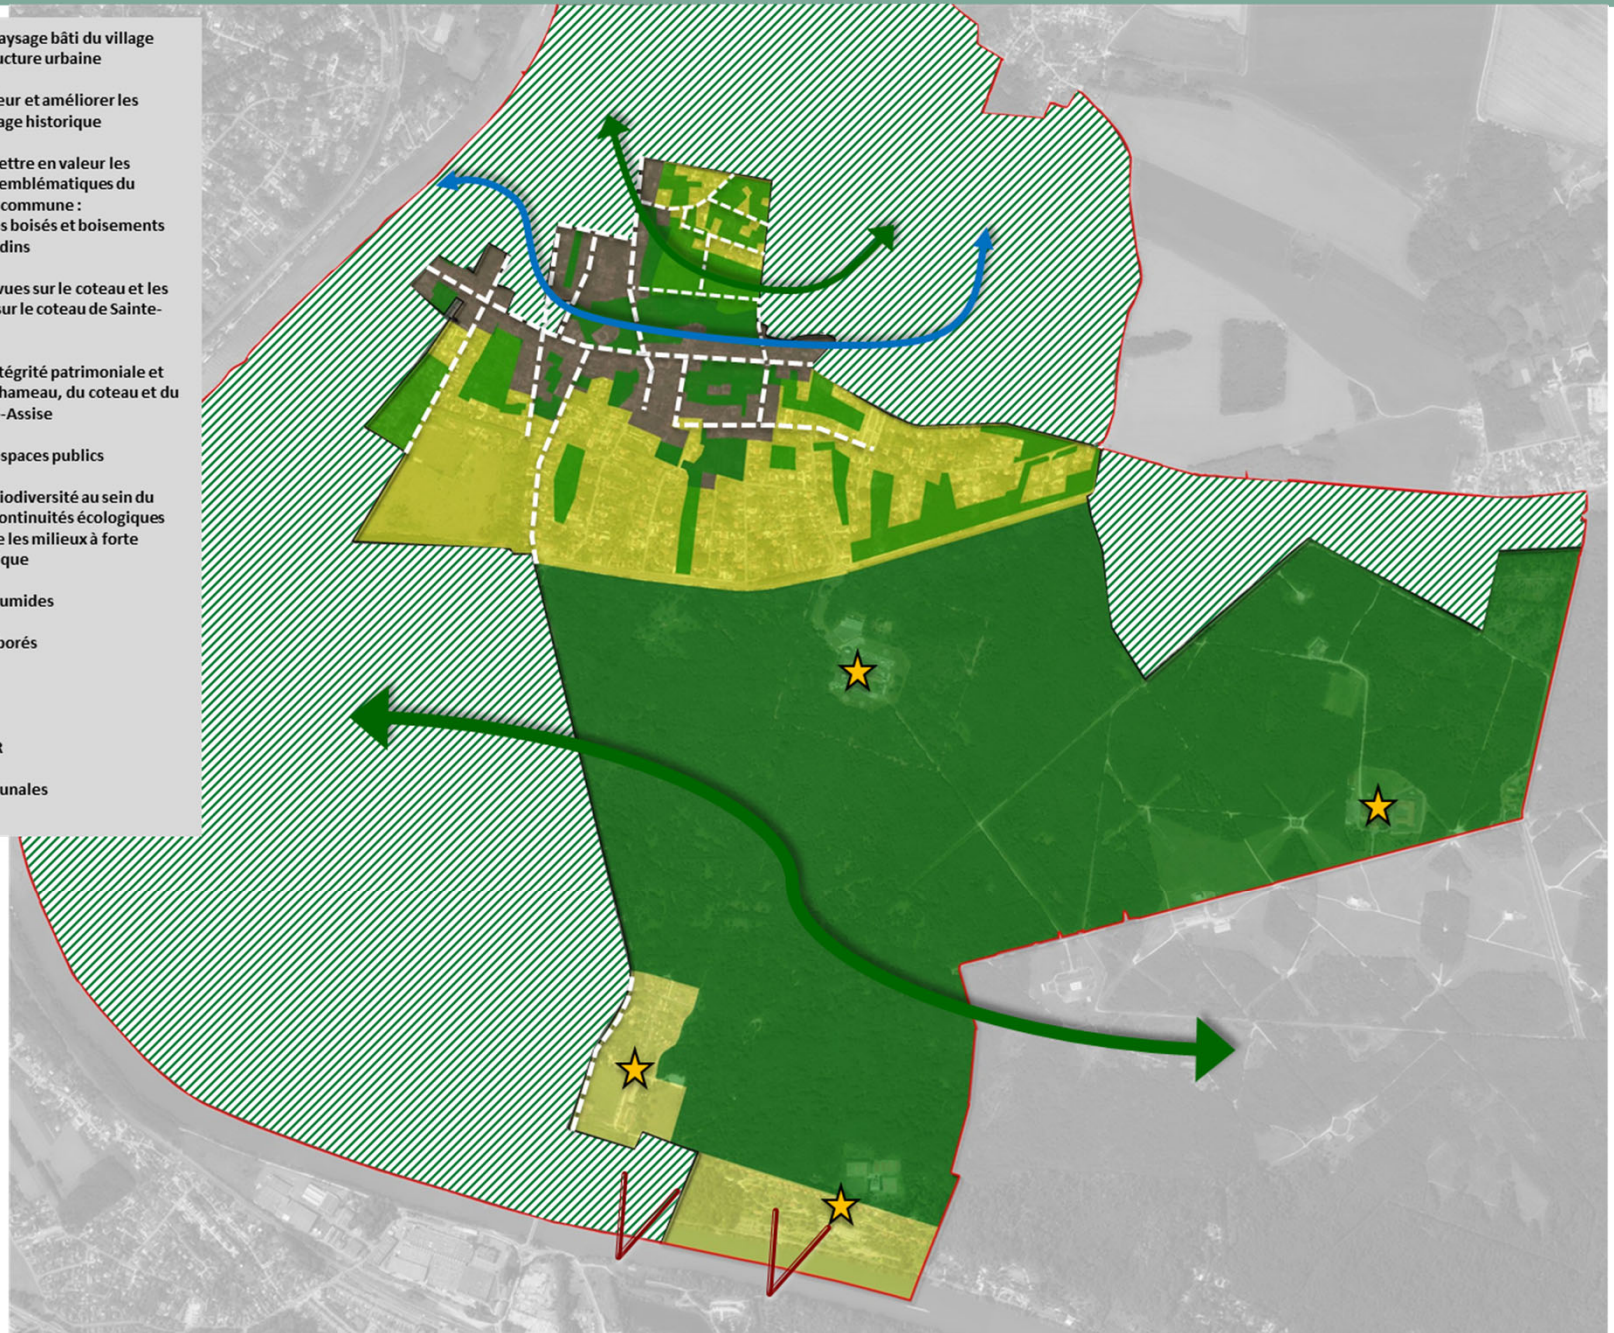 aysage bâti du village
ucture urbaine
eur et améliorer les
age historique
ettre en valeur les
emblématiques du
commune :
s boisés et boisements
dins
vues sur le coteau et les
sur le coteau de Sainte-
tégrité patrimoniale et
hameau, du coteau et du
-Assise
spaces publics
iodiversité au sein du
ontinuités écologiques
e les milieux à forte
que
umides
porés
R
unales